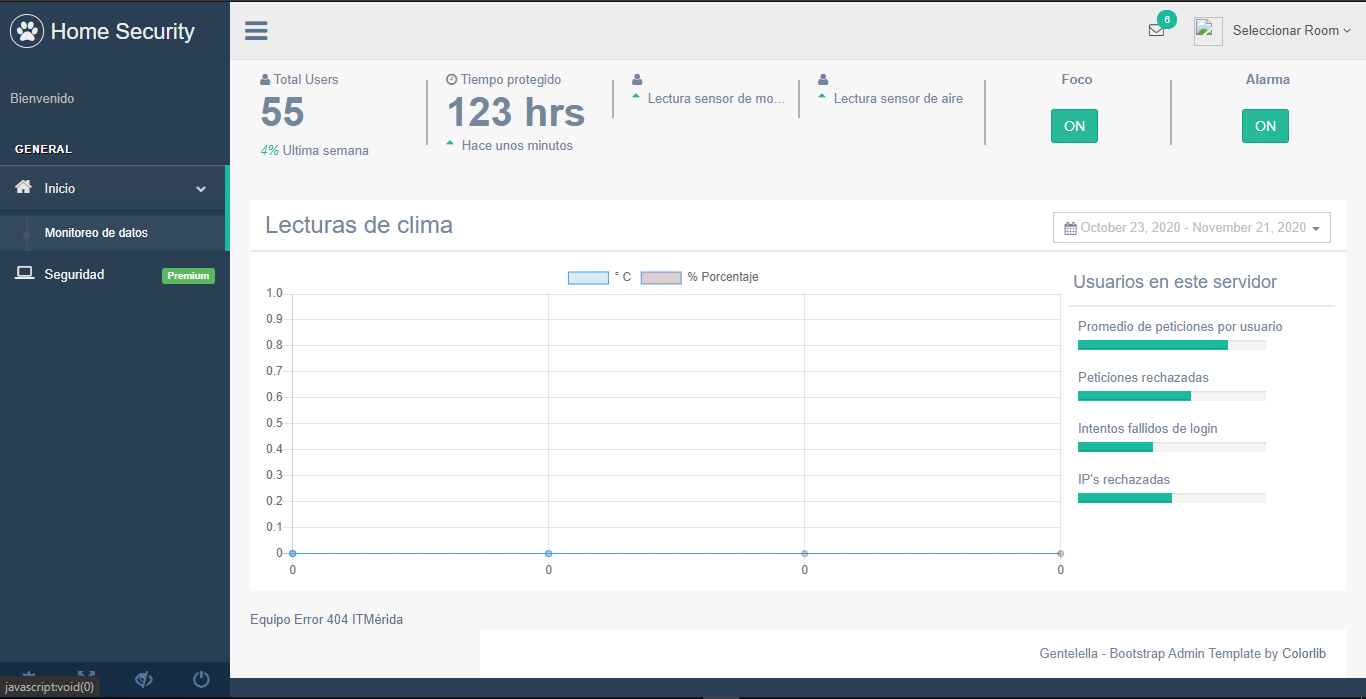 Home Security
6
Seleccionar Room
Bienvenido
GENERAL
Inicio
Monitoreo de datos
Seguridad
Premium
Total Users
55
4% Ultima semana
Tiempo protegido
123 hrs
Hace unos minutos
Lectura sensor de mo...
Lectura sensor de aire
Foco
ON
Alarma
ON
Lecturas de clima
October 23, 2020 - November 21, 2020
° C
% Porcentaje
1.0
0.9
0.8
0.7
0.6
0.5
0.4
0.3
0.2
0.1
0
0 0 0 0
Usuarios en este servidor
Promedio de peticiones por usuario
Peticiones rechazadas
Intentos fallidos de login
IP's rechazadas
Equipo Error 404 ITMérida
Gentelella - Bootstrap Admin Template by Colorlib
javascript:void(0)